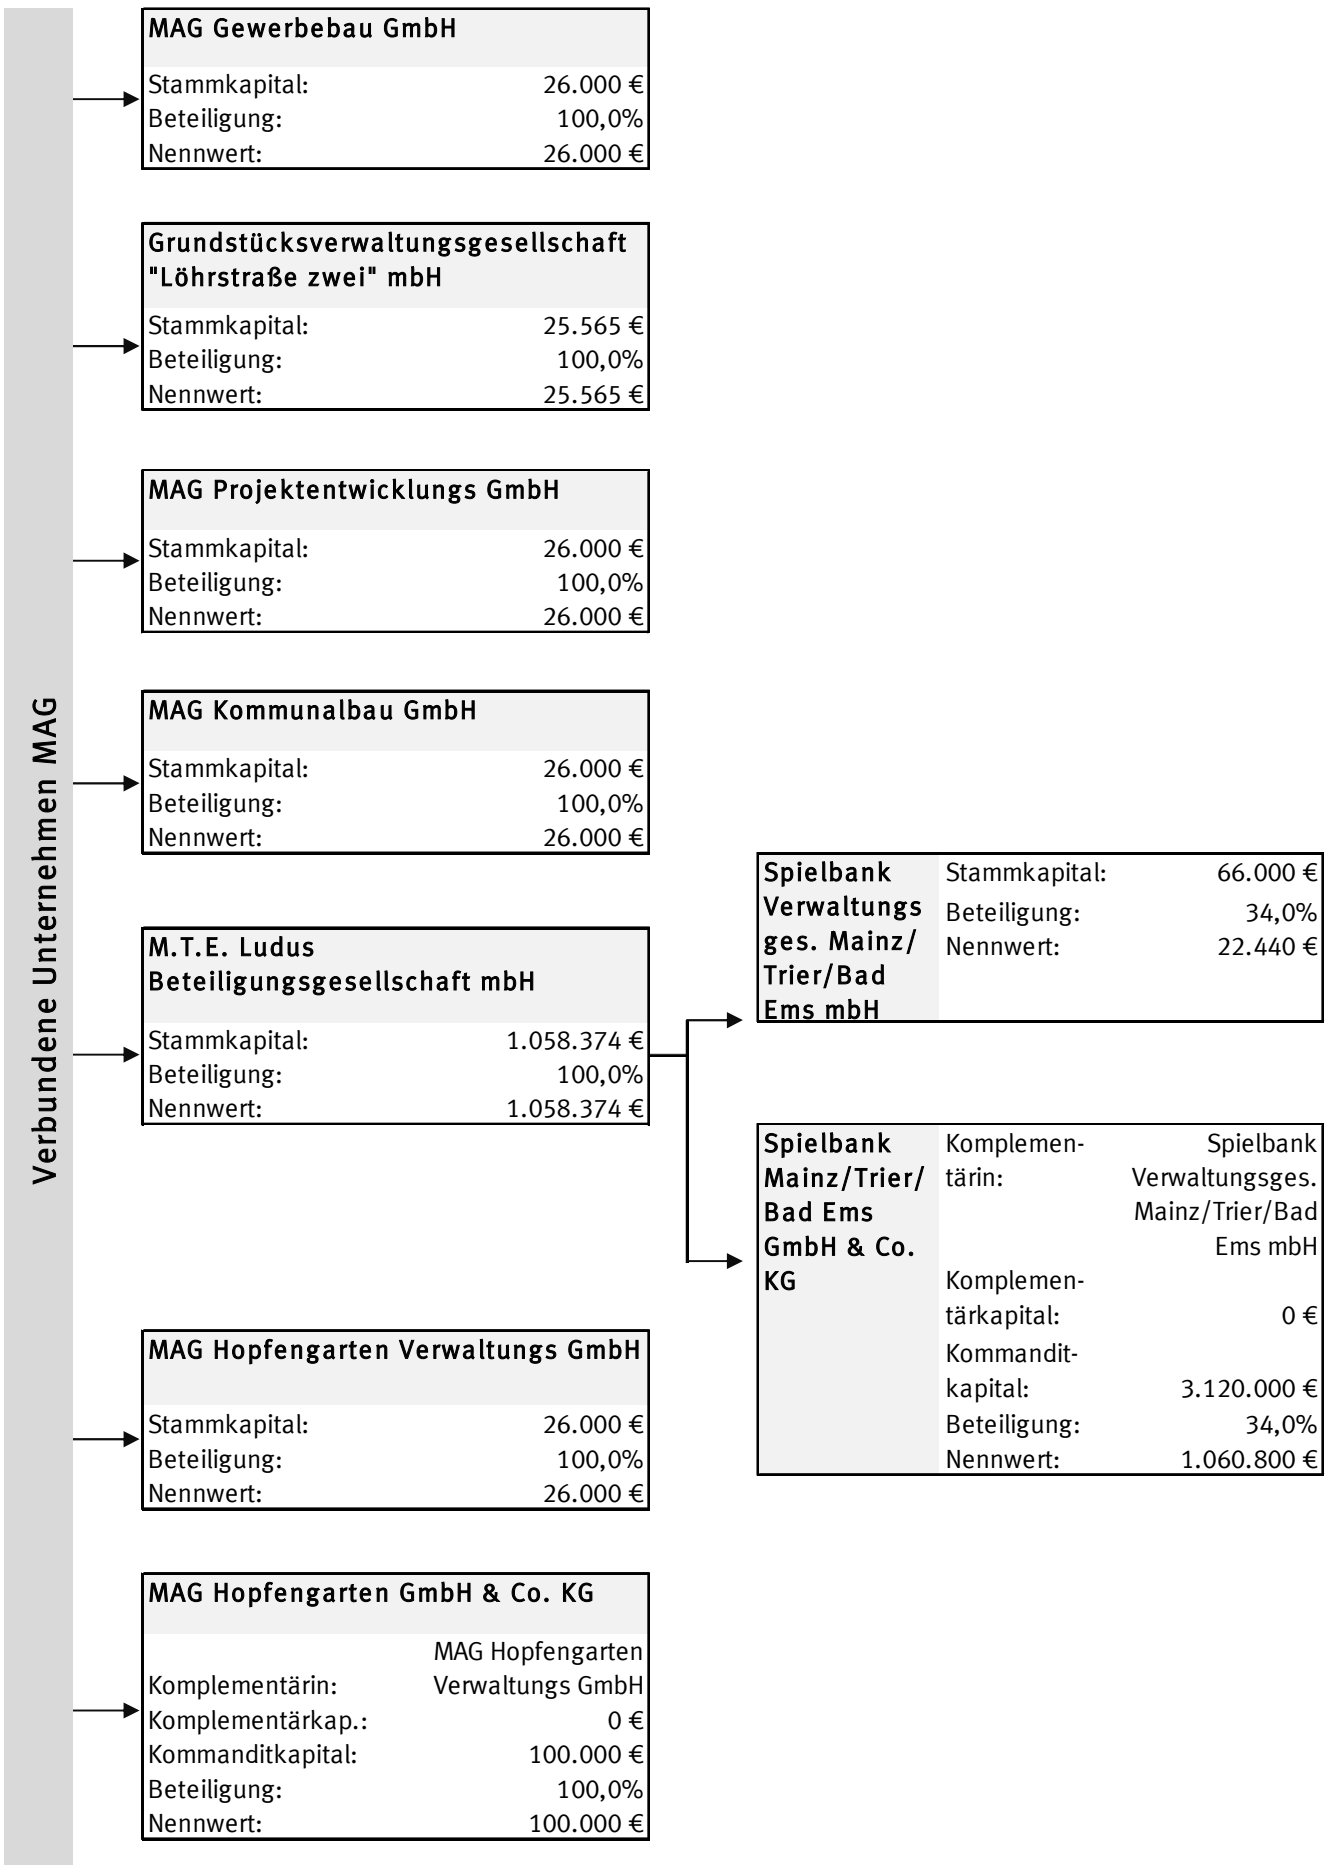 Verbundene Unternehmen MAG
MAG Gewerbebau GmbH
Stammkapital: 26.000 €
Beteiligung: 100,0%
Nennwert: 26.000 €
Grundstücksverwaltungsgesellschaft
"Löhrstraße zwei" mbH
Stammkapital: 25.565 €
Beteiligung: 100,0%
Nennwert: 25.565 €
MAG Projektentwicklungs GmbH
Stammkapital: 26.000 €
Beteiligung: 100,0%
Nennwert: 26.000 €
MAG Kommunalbau GmbH
Stammkapital: 26.000 €
Beteiligung: 100,0%
Nennwert: 26.000 €
M.T.E. Ludus
Beteiligungsgesellschaft mbH
Stammkapital: 1.058.374 €
Beteiligung: 100,0%
Nennwert: 1.058.374 €
Spielbank
Verwaltungs
ges. Mainz/
Trier/Bad
Ems mbH
Stammkapital: 66.000 €
Beteiligung: 34,0%
Nennwert: 22.440 €
Spielbank
Mainz/Trier/
Bad Ems
GmbH & Co.
KG
Komplemen- Spielbank
tärin: Verwaltungsges.
Mainz/Trier/Bad
Ems mbH
Komplemen-
tärkapital: 0 €
Kommandit-
kapital: 3.120.000 €
Beteiligung: 34,0%
Nennwert: 1.060.800 €
MAG Hopfengarten Verwaltungs GmbH
Stammkapital: 26.000 €
Beteiligung: 100,0%
Nennwert: 26.000 €
MAG Hopfengarten GmbH & Co. KG
MAG Hopfengarten
Komplementärin: Verwaltungs GmbH
Komplementärkap.: 0 €
Kommanditkapital: 100.000 €
Beteiligung: 100,0%
Nennwert: 100.000 €